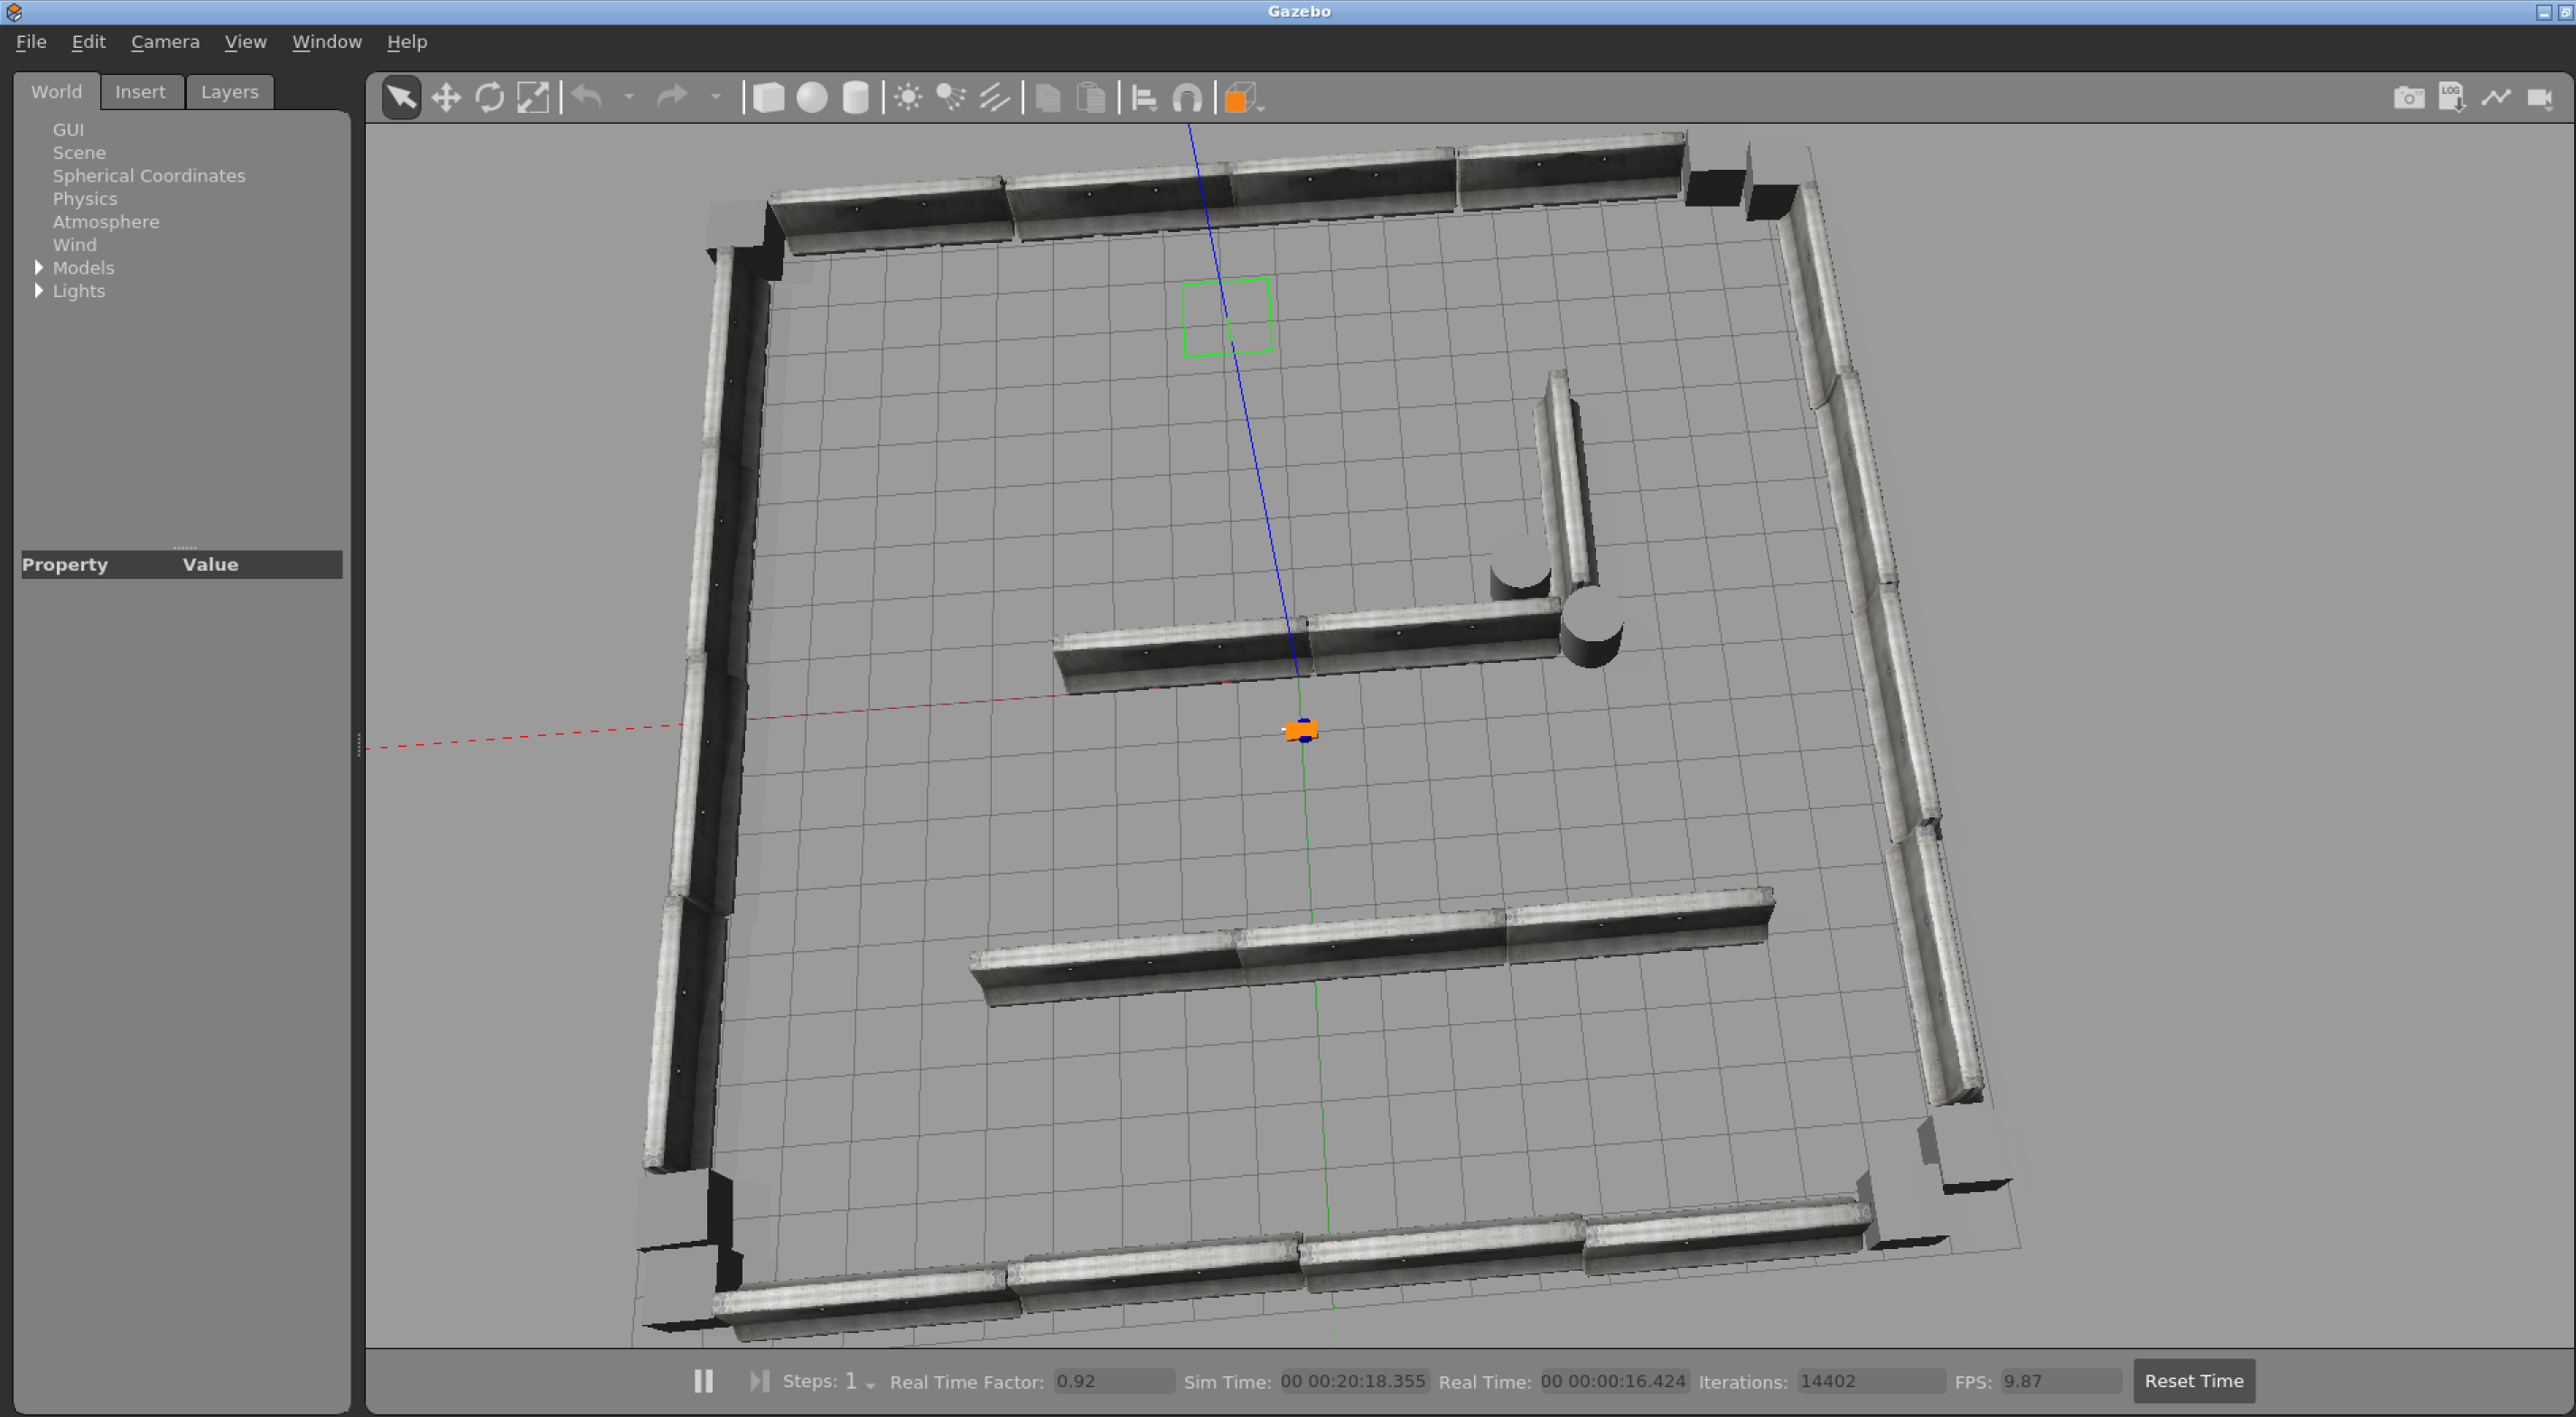 Gazebo
File Edit Camera View Window Help
World Insert Layers
LOG
GUI
Scene
Spherical Coordinates
Physics
Atmosphere
Wind
Models
Lights
Property Value
Steps: 1 Real Time Factor: 0.92 Sim Time: 00 00:20:18.355 Real Time: 00 00:00:16.424 Iterations: 14402 FPS: 9.87 Reset Time